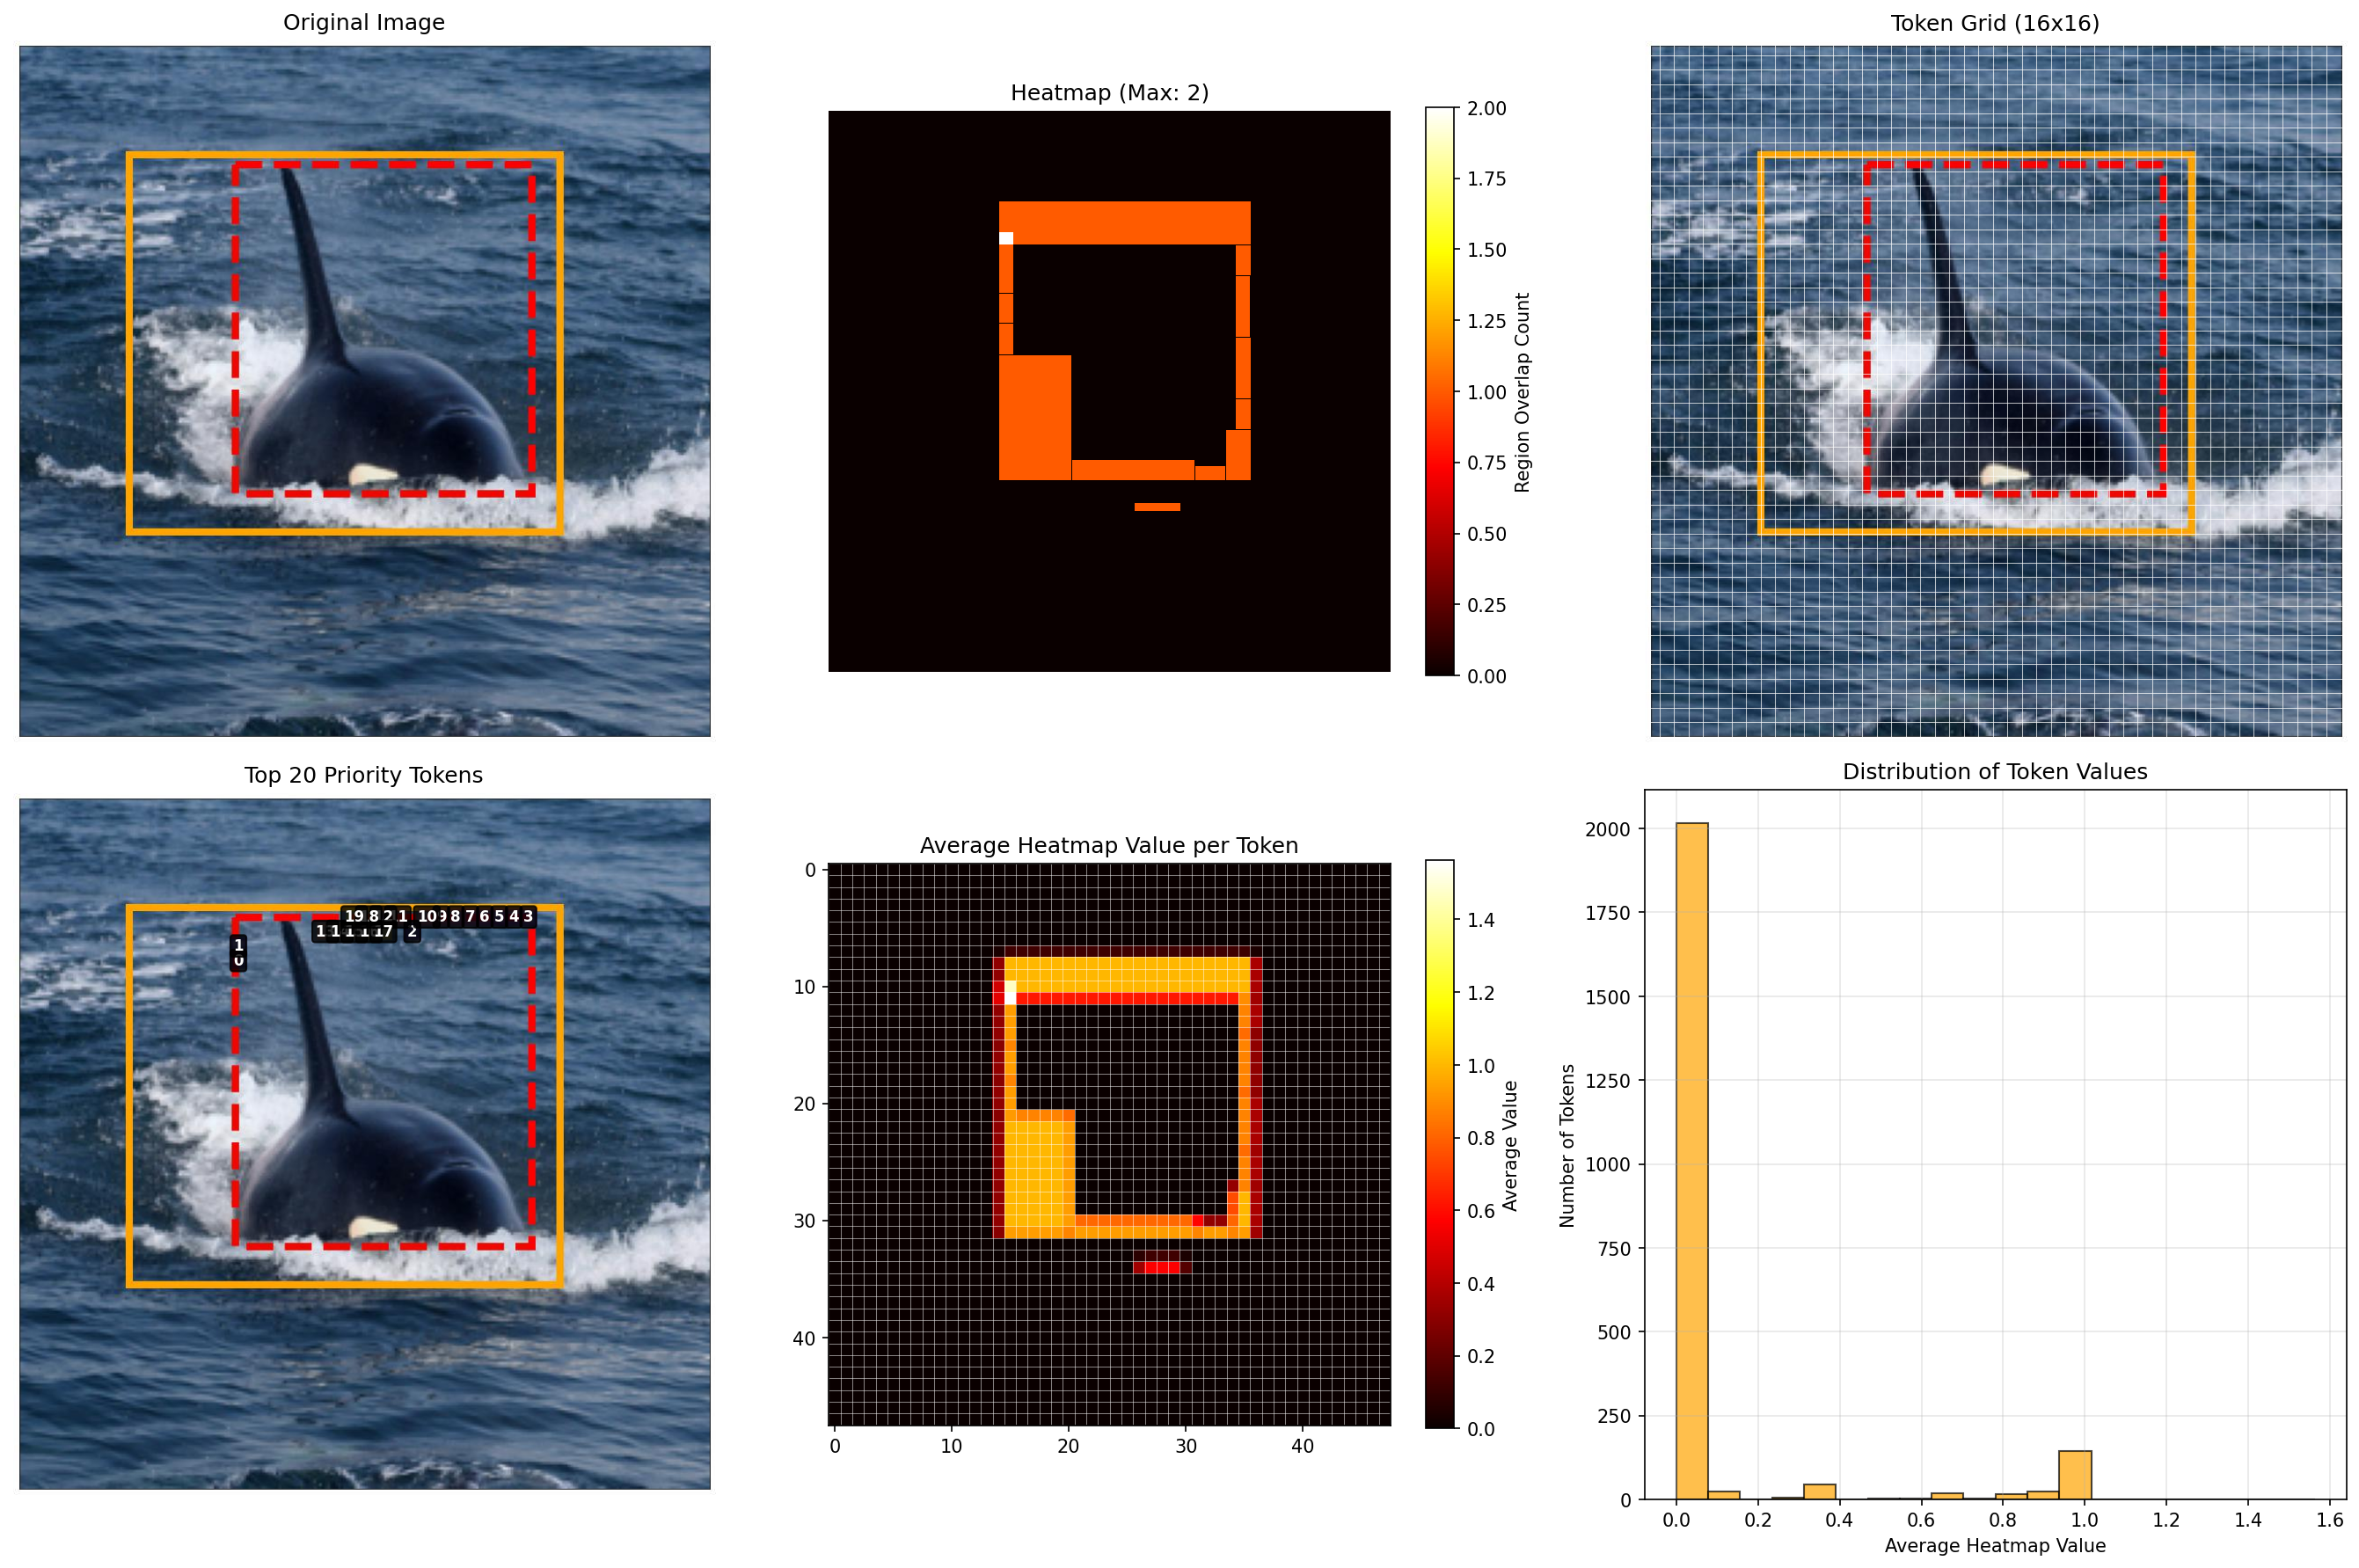 Original Image
Heatmap (Max: 2)
2.00
1.75
1.50
1.25
1.00
0.75
0.50
0.25
0.00
Region Overlap Count
Token Grid (16x16)
Top 20 Priority Tokens
19 8 2 1 10 9 8 7 6 5 4 3
1 1 1 1 17 2
1
0
Average Heatmap Value per Token
0
10
20
30
40
0 10 20 30 40
1.4
1.2
1.0
0.8
0.6
0.4
0.2
0.0
Average Value
Distribution of Token Values
2000
1750
1500
1250
1000
750
500
250
0
Number of Tokens
0.0 0.2 0.4 0.6 0.8 1.0 1.2 1.4 1.6
Average Heatmap Value